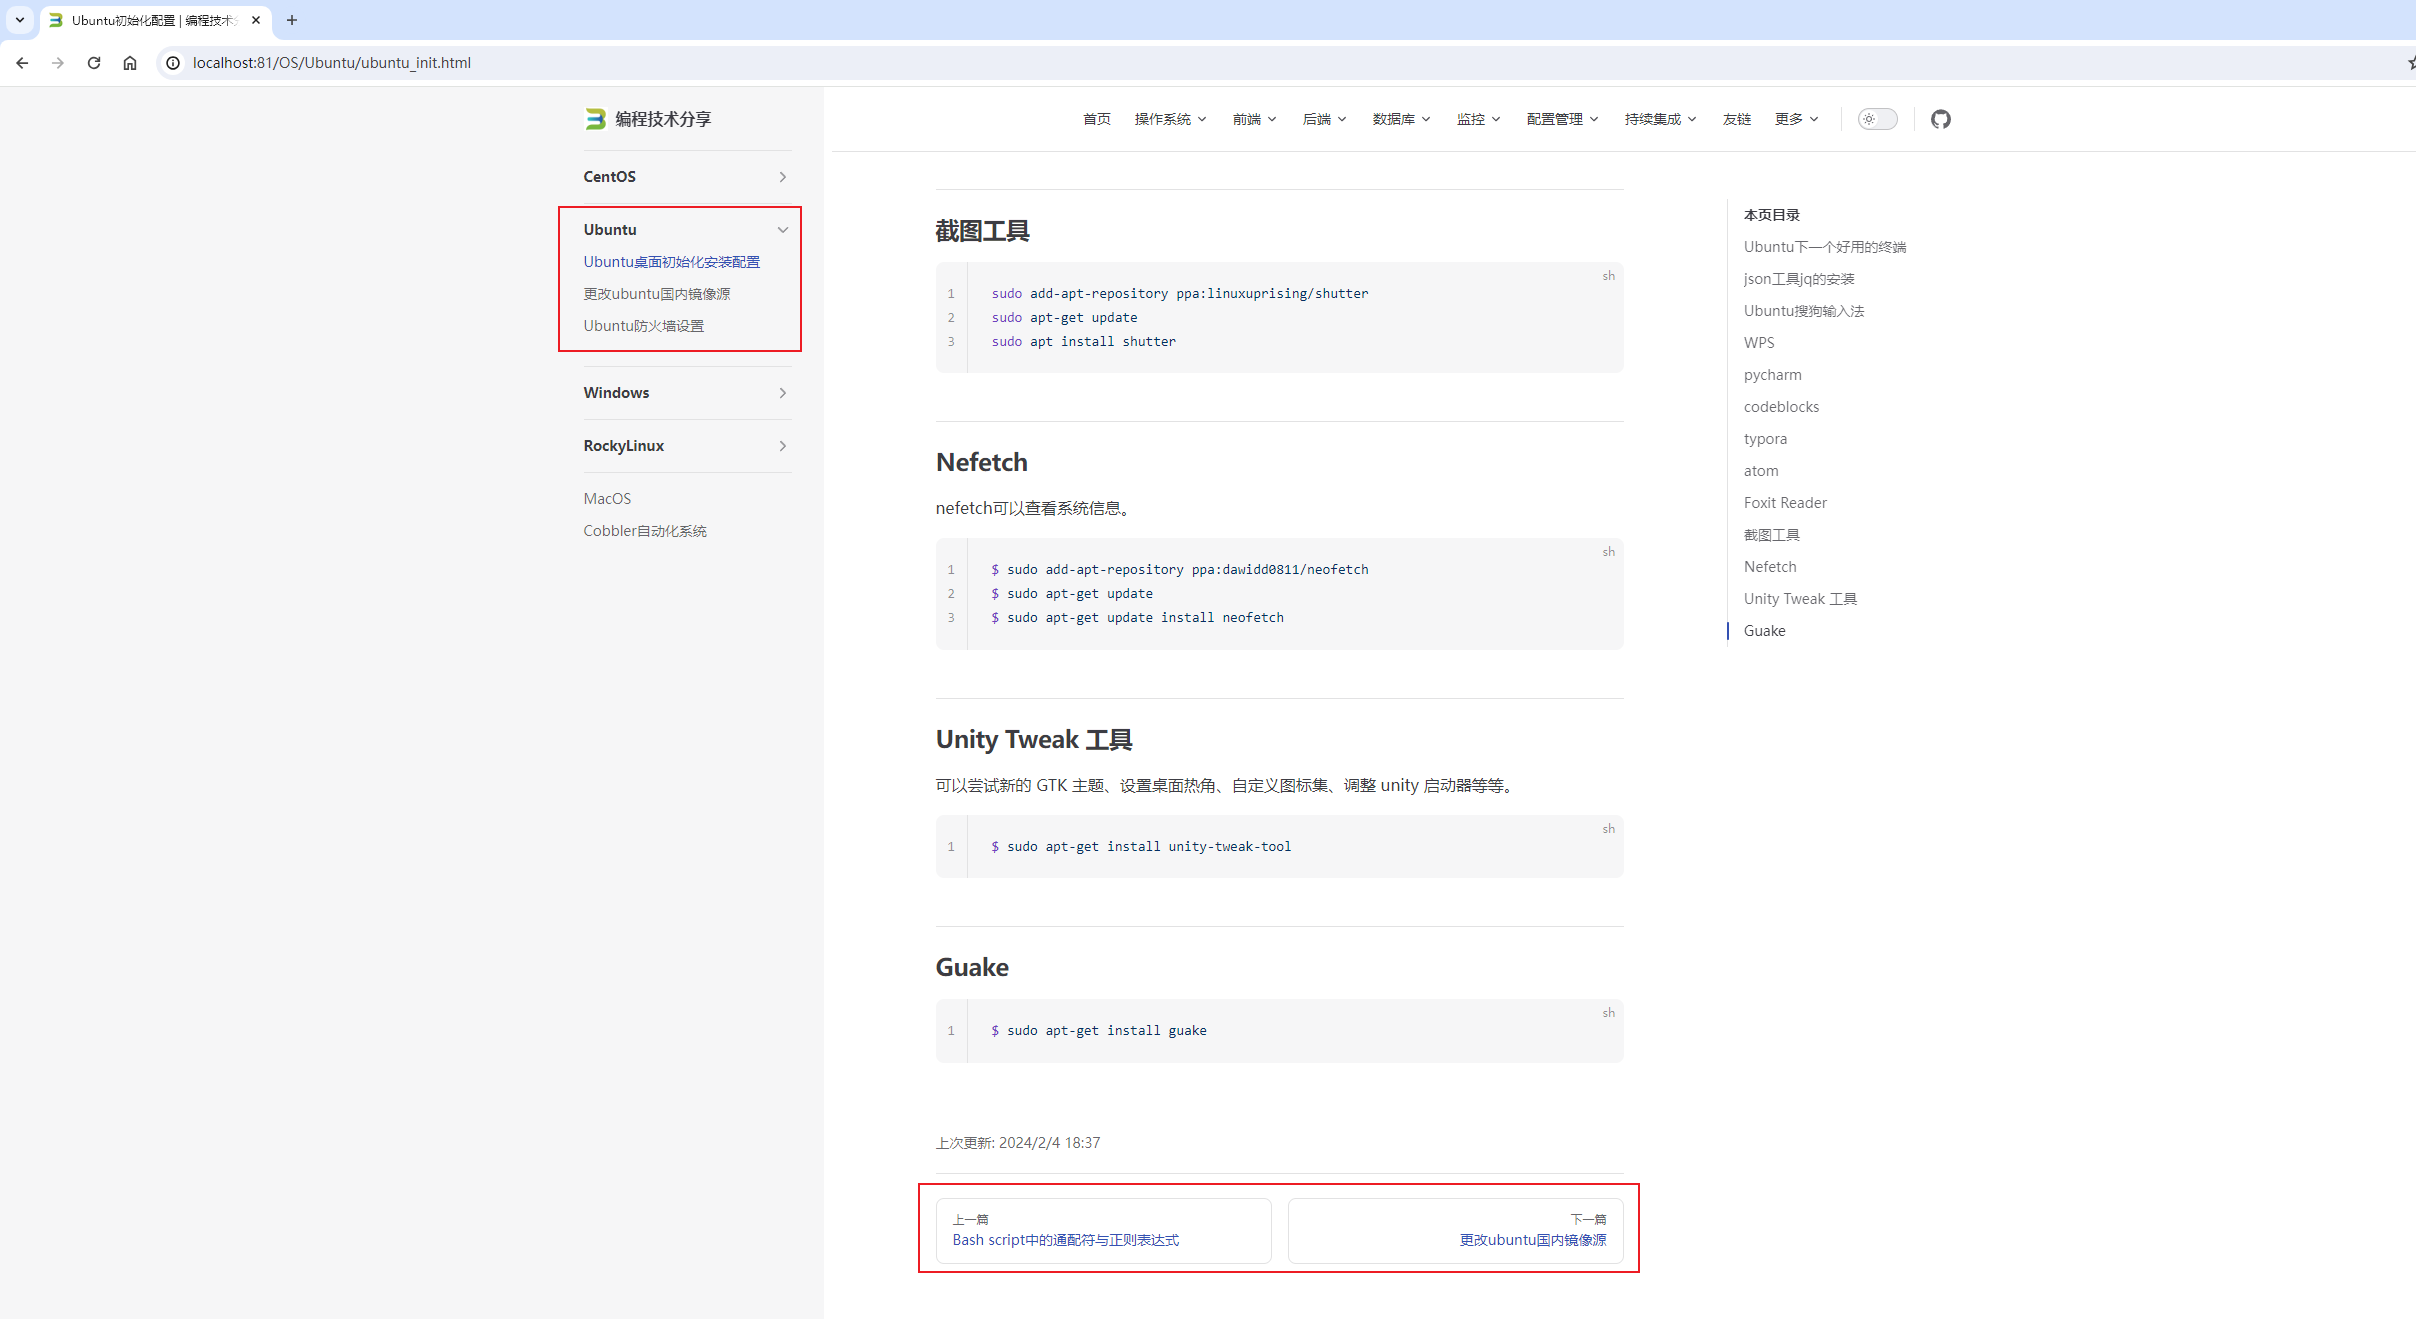 Ubuntu初始化配置 | 编程技术
localhost:81/OS/Ubuntu/ubuntu_init.html
编程技术分享
首页 操作系统 前端 后端 数据库 监控 配置管理 持续集成 友链 更多
CentOS
Ubuntu
Ubuntu桌面初始化安装配置
更改ubuntu国内镜像源
Ubuntu防火墙设置
Windows
RockyLinux
MacOS
Cobbler自动化系统
截图工具
sh
1 sudo add-apt-repository ppa:linuxuprising/shutter
2 sudo apt-get update
3 sudo apt install shutter
Nefetch
nefetch可以查看系统信息。
sh
1 $ sudo add-apt-repository ppa:dawidd0811/neofetch
2 $ sudo apt-get update
3 $ sudo apt-get update install neofetch
Unity Tweak 工具
可以尝试新的 GTK 主题、设置桌面热角、自定义图标集、调整 unity 启动器等等。
sh
1 $ sudo apt-get install unity-tweak-tool
Guake
sh
1 $ sudo apt-get install guake
上次更新: 2024/2/4 18:37
上一篇
Bash script中的通配符与正则表达式
下一篇
更改ubuntu国内镜像源
本页目录
Ubuntu下一个好用的终端
json工具jq的安装
Ubuntu搜狗输入法
WPS
pycharm
codeblocks
typora
atom
Foxit Reader
截图工具
Nefetch
Unity Tweak 工具
Guake